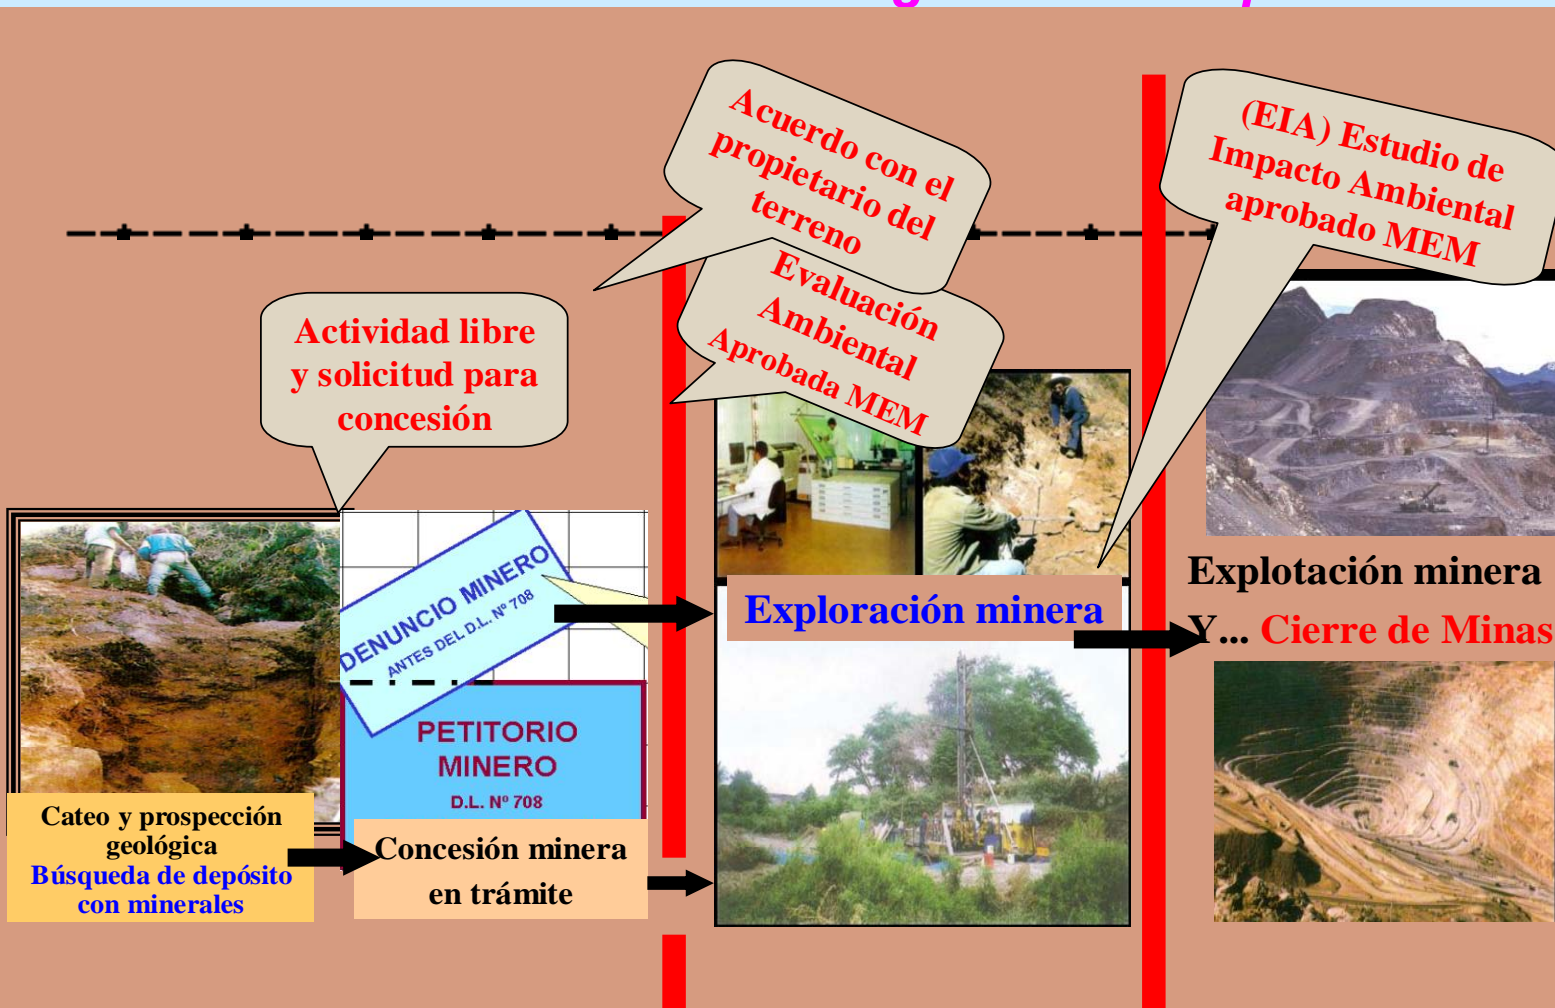 Acuerdo con el
propietario del
terreno
(EIA) Estudio de
Impacto Ambiental
aprobado MEM
Evaluación
Ambiental
Aprobada MEM
Actividad libre
y solicitud para
concesión
DENUNCIO MINERO
ANTES DEL D.L. Nº 708
PETITORIO
MINERO
D.L. Nº 708
Exploración minera
Explotación minera
Y... Cierre de Minas
Cateo y prospección
geológica
Búsqueda de depósito
con minerales
Concesión minera
en trámite